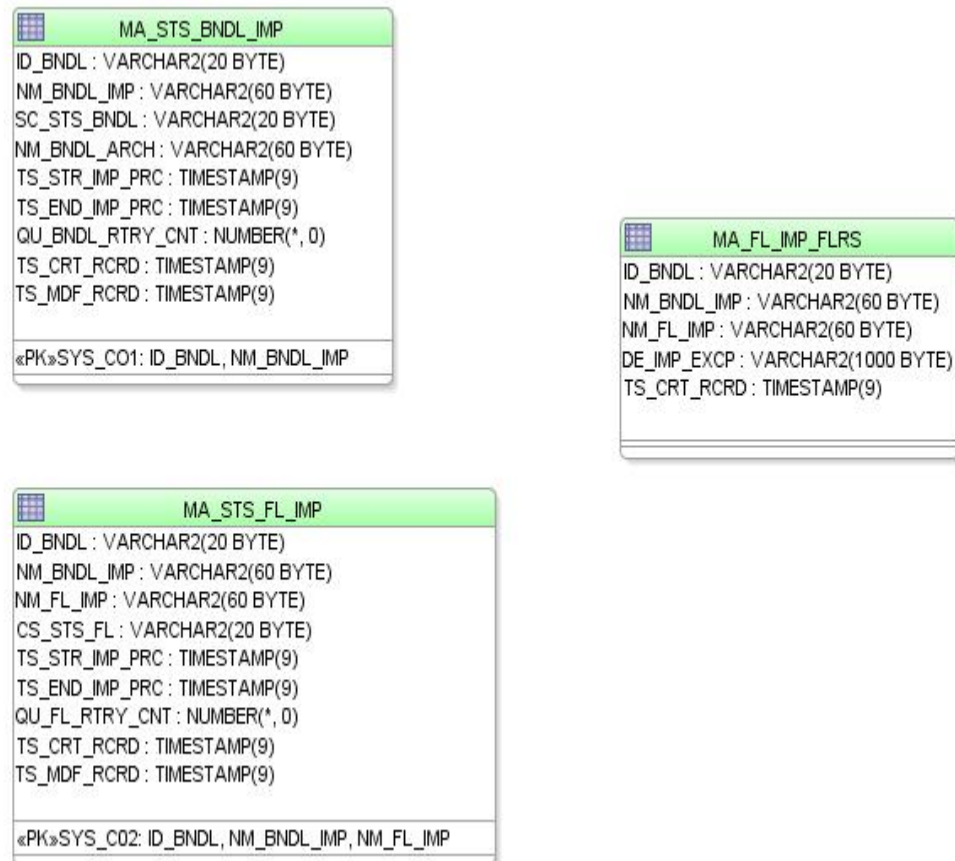 MA_STS_BNDL_IMP
ID_BNDL : VARCHAR2(20 BYTE)
NM_BNDL_IMP : VARCHAR2(60 BYTE)
SC_STS_BNDL : VARCHAR2(20 BYTE)
NM_BNDL_ARCH : VARCHAR2(60 BYTE)
TS_STR_IMP_PRC : TIMESTAMP(9)
TS_END_IMP_PRC : TIMESTAMP(9)
QU_BNDL_RTRY_CNT : NUMBER(*, 0)
TS_CRT_RCRD : TIMESTAMP(9)
TS_MDF_RCRD : TIMESTAMP(9)
«PK»SYS_CO1: ID_BNDL, NM_BNDL_IMP
MA_FL_IMP_FLRS
ID_BNDL : VARCHAR2(20 BYTE)
NM_BNDL_IMP : VARCHAR2(60 BYTE)
NM_FL_IMP : VARCHAR2(60 BYTE)
DE_IMP_EXCP : VARCHAR2(1000 BYTE)
TS_CRT_RCRD : TIMESTAMP(9)
MA_STS_FL_IMP
ID_BNDL : VARCHAR2(20 BYTE)
NM_BNDL_IMP : VARCHAR2(60 BYTE)
NM_FL_IMP : VARCHAR2(60 BYTE)
CS_STS_FL : VARCHAR2(20 BYTE)
TS_STR_IMP_PRC : TIMESTAMP(9)
TS_END_IMP_PRC : TIMESTAMP(9)
QU_FL_RTRY_CNT : NUMBER(*, 0)
TS_CRT_RCRD : TIMESTAMP(9)
TS_MDF_RCRD : TIMESTAMP(9)
«PK»SYS_C02: ID_BNDL, NM_BNDL_IMP, NM_FL_IMP